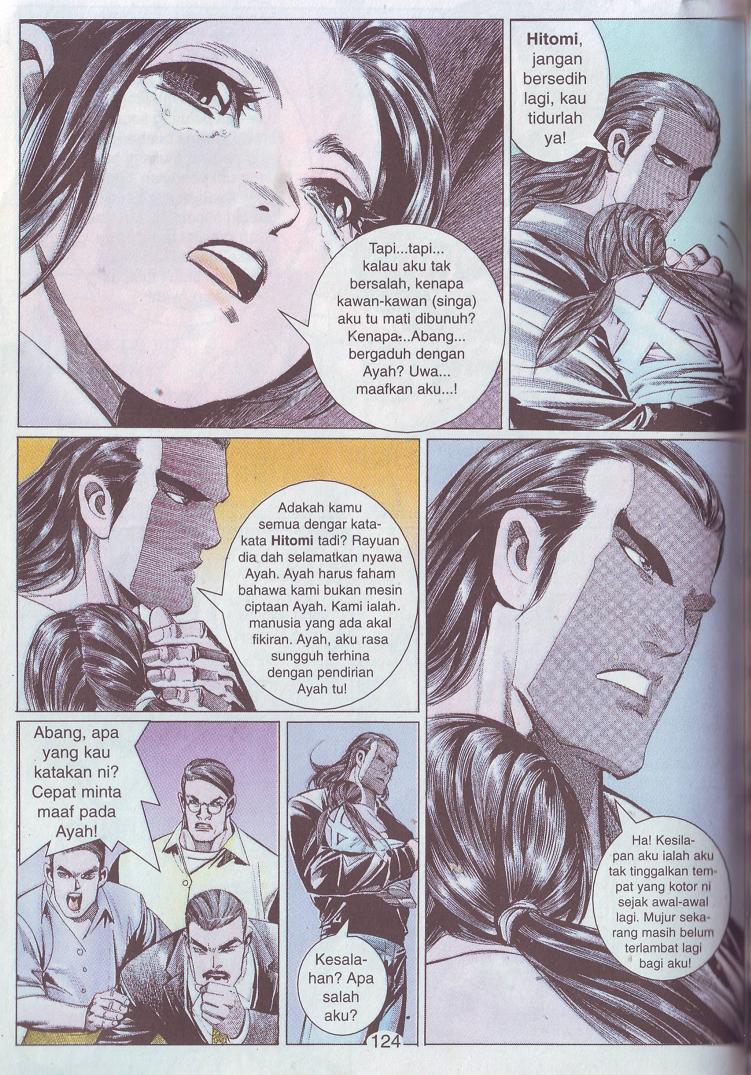 Tapi...tapi...
kalau aku tak
bersalah, kenapa
kawan-kawan (singa)
aku tu mati dibunuh?
Kenapa...Abang...
bergaduh dengan
Ayah? Uwa...
maafkan aku...!
Hitomi,
jangan
bersedih
lagi, kau
tidurlah
ya!
Adakah kamu
semua dengar kata-
kata Hitomi tadi? Rayuan
dia dah selamatkan nyawa
Ayah. Ayah harus faham
bahawa kami bukan mesin
ciptaan Ayah. Kami ialah
manusia yang ada akal
fikiran. Ayah, aku rasa
sungguh terhina
dengan pendirian
Ayah tu!
Abang, apa
yang kau
katakan ni?
Cepat minta
maaf pada
Ayah!
Kesala-
han? Apa
salah
aku?
Ha! Kesila-
pan aku ialah aku
tak tinggalkan tem-
pat yang kotor ni
sejak awal-awal
lagi. Mujur seka-
rang masih belum
terlambat lagi
bagi aku!
124